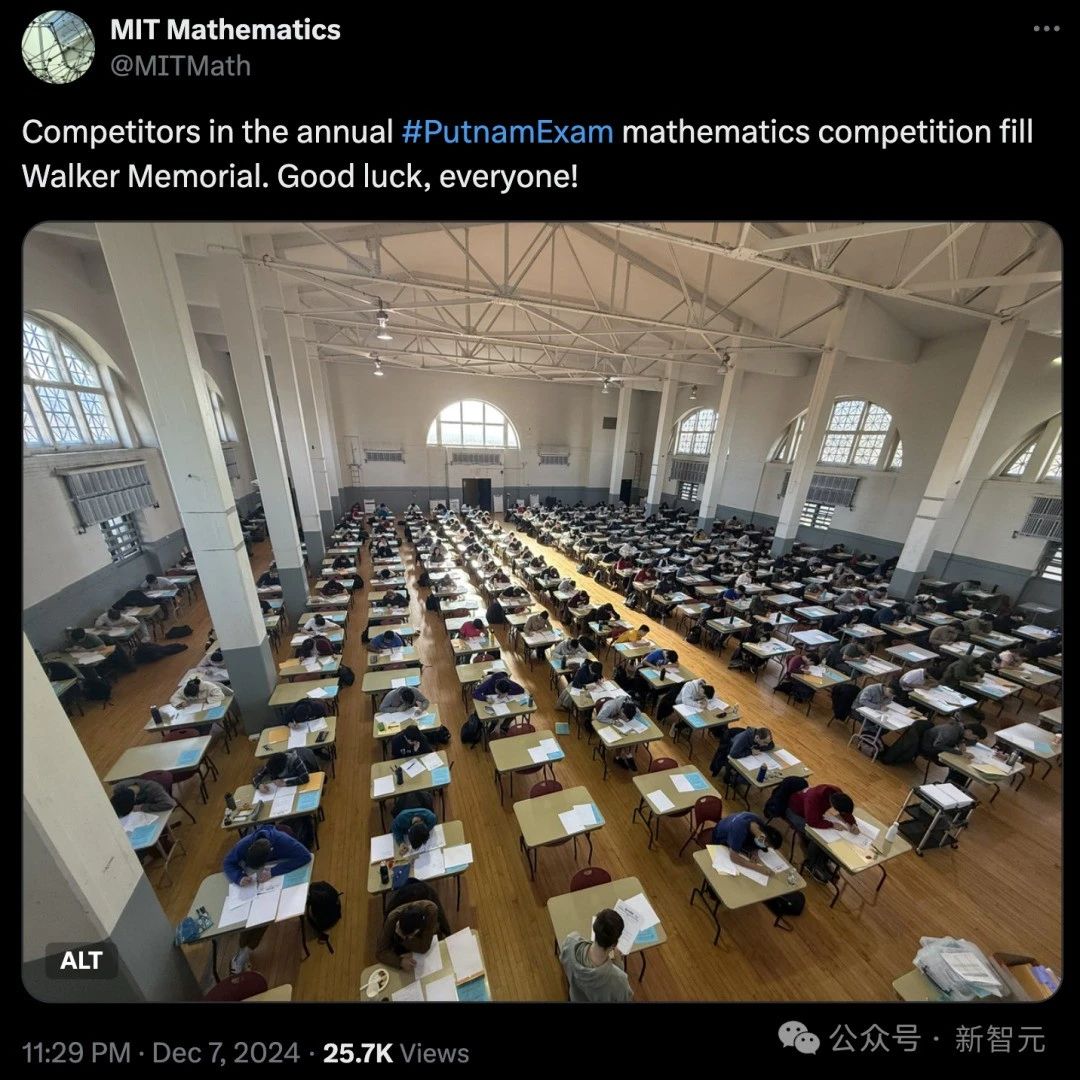 MIT Mathematics
@MITMath
Competitors in the annual #PutnamExam mathematics competition fill
Walker Memorial. Good luck, everyone!
ALT
11:29 PM · Dec 7, 2024 · 25.7K Views
公众号 · 新智元